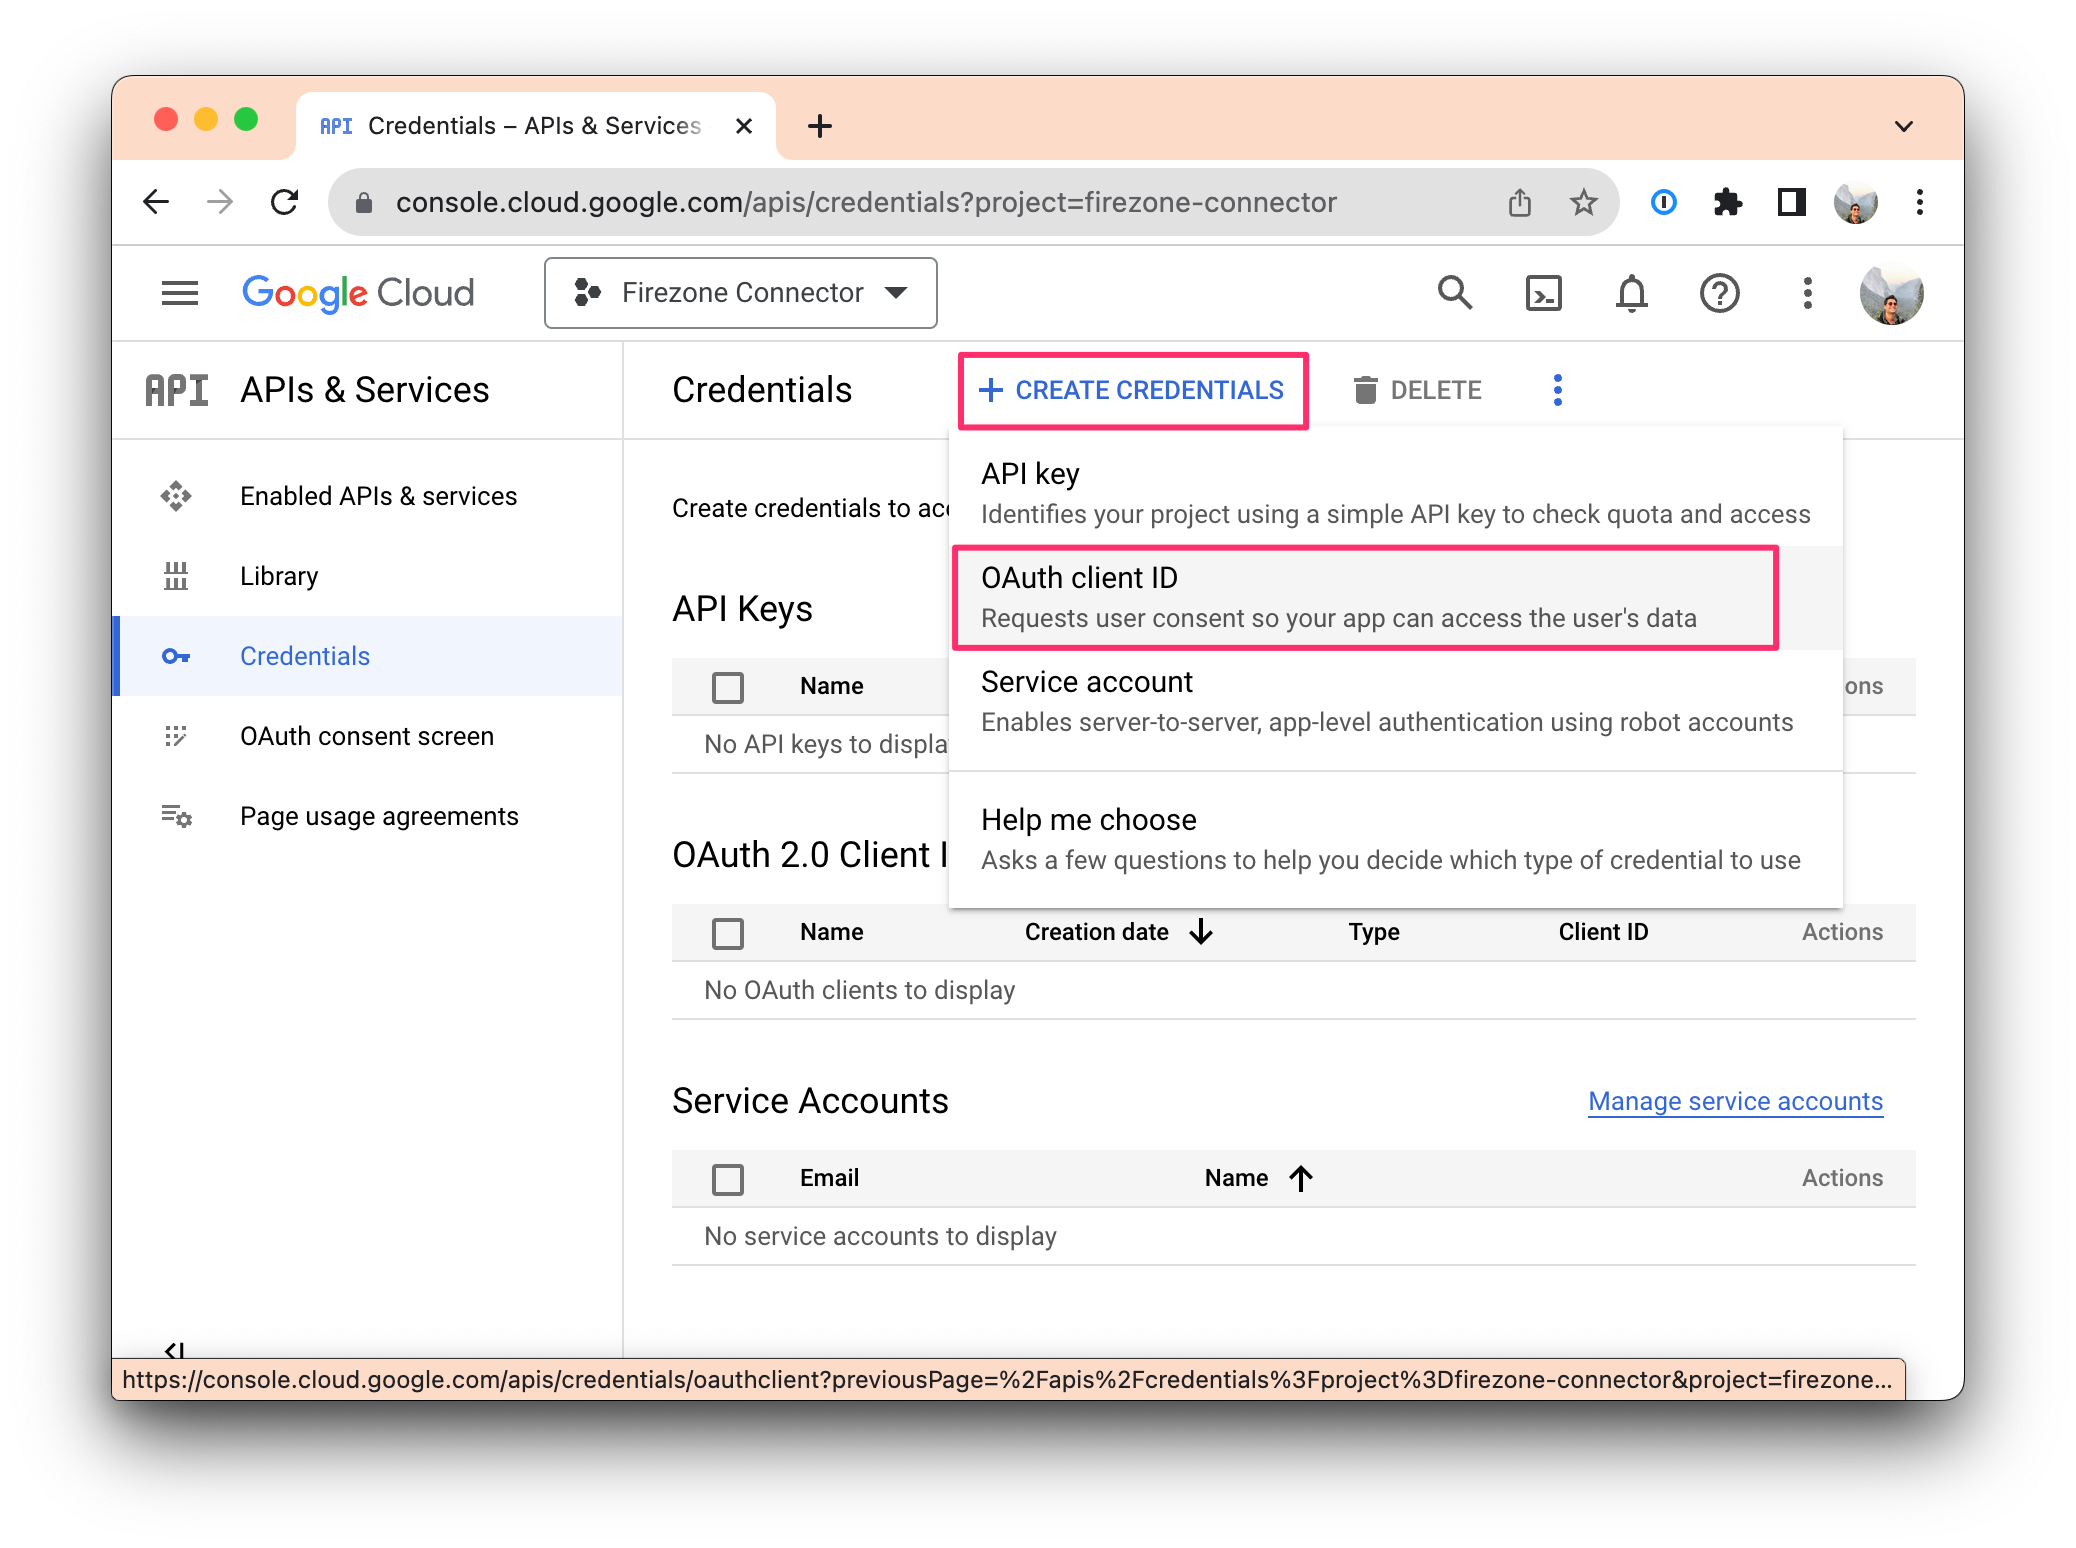 API Credentials – APIs & Services
console.cloud.google.com/apis/credentials?project=firezone-connector
Google Cloud
Firezone Connector
API APIs & Services
Credentials
+ CREATE CREDENTIALS
DELETE
Enabled APIs & services
Library
Credentials
OAuth consent screen
Page usage agreements
Create credentials to
API key
Identifies your project using a simple API key to check quota and access
OAuth client ID
Requests user consent so your app can access the user's data
Service account
Enables server-to-server, app-level authentication using robot accounts
Help me choose
Asks a few questions to help you decide which type of credential to use
API Keys
Name
No API keys to
OAuth 2.0 Client
Name Creation date Type Client ID Actions
No OAuth clients to display
Service Accounts
Manage service accounts
Email Name Actions
No service accounts to display
https://console.cloud.google.com/apis/credentials/oauthclient?previousPage=%2Fapis%2Fcredentials%3Fproject%3Dfirezone-connector&project=firezone...